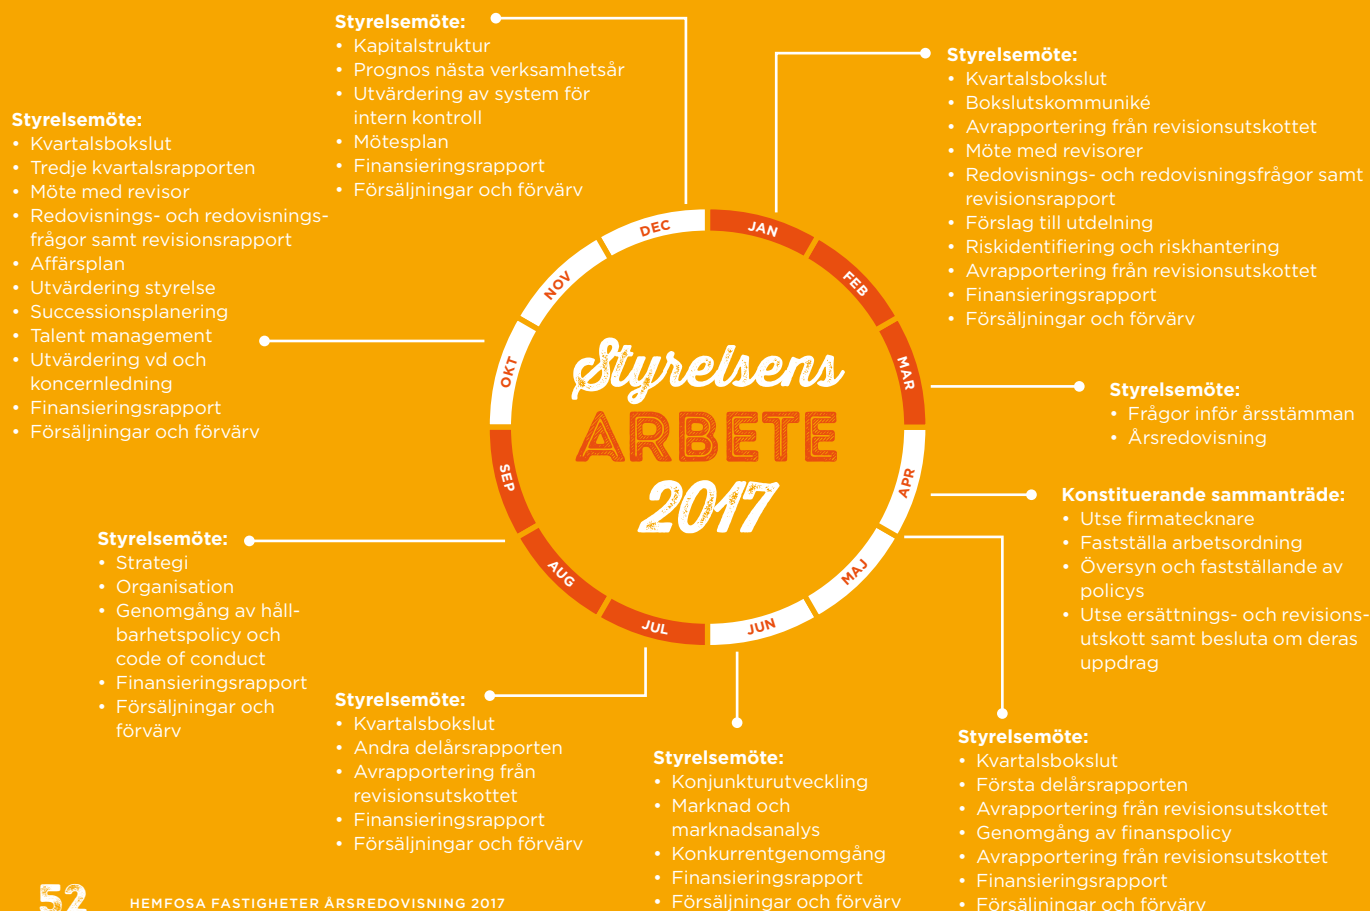 Styrelsemöte:
• Kapitalstruktur
• Prognos nästa verksamhetsår
• Utvärdering av system för
intern kontroll
• Mötesplan
• Finansieringsrapport
• Försäljningar och förvärv
Styrelsemöte:
• Kvartalsbokslut
• Bokslutskommuniké
• Avrapportering från revisionsutskottet
• Möte med revisorer
• Redovisnings- och redovisningsfrågor samt
revisionsrapport
• Förslag till utdelning
• Riskidentifiering och riskhantering
• Avrapportering från revisionsutskottet
• Finansieringsrapport
• Försäljningar och förvärv
Styrelsemöte:
• Kvartalsbokslut
• Tredje kvartalsrapporten
• Möte med revisor
• Redovisnings- och redovisnings-
frågor samt revisionsrapport
• Affärsplan
• Utvärdering styrelse
• Successionsplanering
• Talent management
• Utvärdering vd och
koncernledning
• Finansieringsrapport
• Försäljningar och förvärv
JAN
FEB
MAR
APR
MAJ
JUN
JUL
AUG
SEP
OKT
NOV
DEC
Styrelsens
ARBETE
2017
Styrelsemöte:
• Frågor inför årsstämman
• Årsredovisning
Konstituerande sammanträde:
• Utse firmatecknare
• Fastställa arbetsordning
• Översyn och fastställande av
policys
• Utse ersättnings- och revisions-
utskott samt besluta om deras
uppdrag
Styrelsemöte:
• Strategi
• Organisation
• Genomgång av håll-
barhetspolicy och
code of conduct
• Finansieringsrapport
• Försäljningar och
förvärv
Styrelsemöte:
• Kvartalsbokslut
• Andra delårsrapporten
• Avrapportering från
revisionsutskottet
• Finansieringsrapport
• Försäljningar och förvärv
Styrelsemöte:
• Konjunkturutveckling
• Marknad och
marknadsanalys
• Konkurrentgenomgång
• Finansieringsrapport
• Försäljningar och förvärv
Styrelsemöte:
• Kvartalsbokslut
• Första delårsrapporten
• Avrapportering från revisionsutskottet
• Genomgång av finanspolicy
• Avrapportering från revisionsutskottet
• Finansieringsrapport
• Försäljningar och förvärv
52 HEMFOSA FASTIGHETER ÅRSREDOVISNING 2017